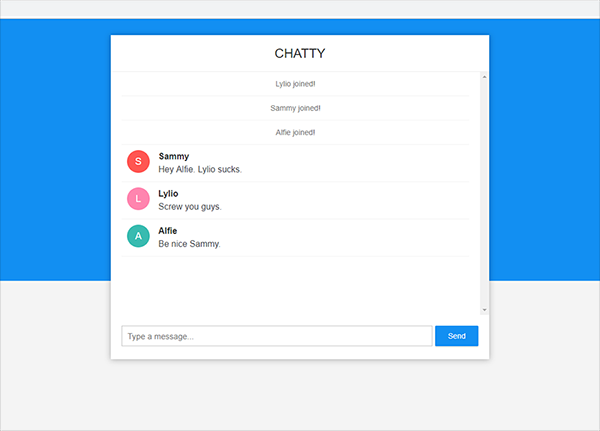 CHATTY
Lylio joined!
Sammy joined!
Alfie joined!
S
Sammy
Hey Alfie. Lylio sucks.
L
Lylio
Screw you guys.
A
Alfie
Be nice Sammy.
Type a message...
Send